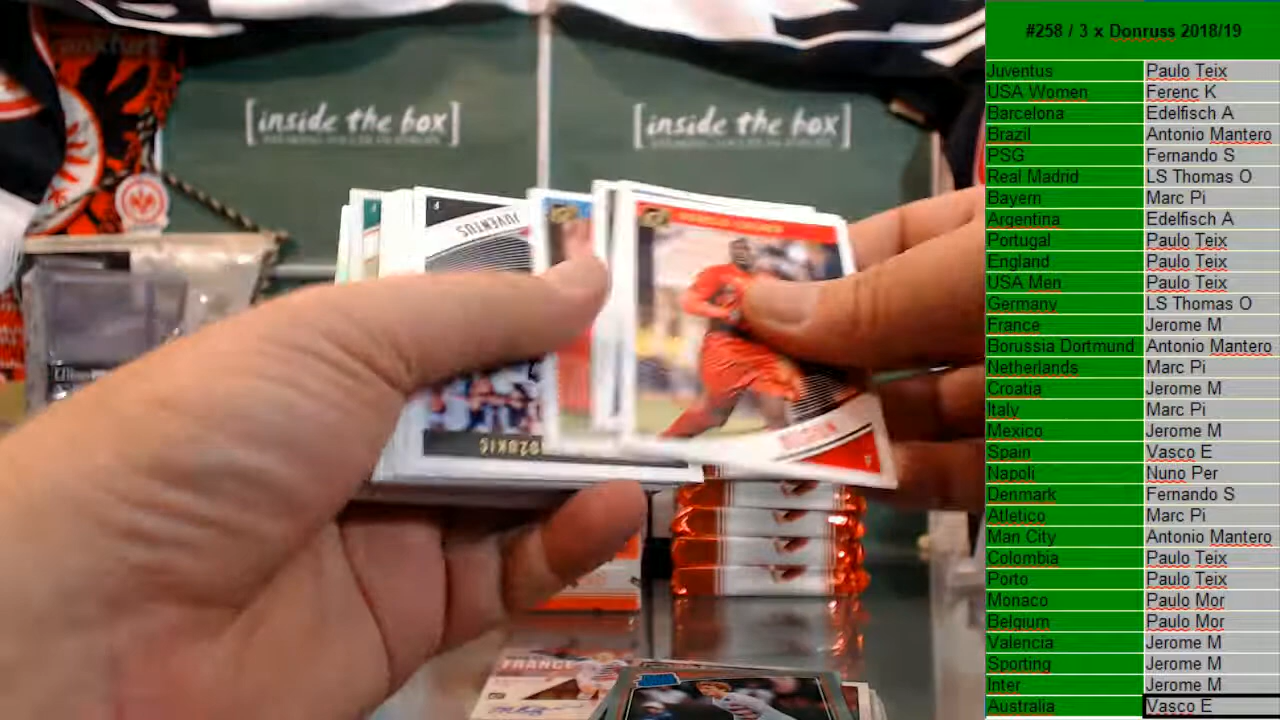 #258 / 3 x Donruss 2018/19
Juventus Paulo Teix
USA Women Ferenc K
Barcelona Edelfisch A
Brazil Antonio Mantero
PSG Fernando S
Real Madrid LS Thomas O
Bayern Marc Pi
Argentina Edelfisch A
Portugal Paulo Teix
England Paulo Teix
USA Men Paulo Teix
Germany LS Thomas O
France Jerome M
Borussia Dortmund Antonio Mantero
Netherlands Marc Pi
Croatia Jerome M
Italy Marc Pi
Mexico Jerome M
Spain Vasco E
Napoli Nuno Per
Denmark Fernando S
Atletico Marc Pi
Man City Antonio Mantero
Colombia Paulo Teix
Porto Paulo Teix
Monaco Paulo Mor
Belgium Paulo Mor
Valencia Jerome M
Sporting Jerome M
Inter Jerome M
Australia Vasco E
[inside the box]
[inside the box]
JUVENTUS
FRANCE